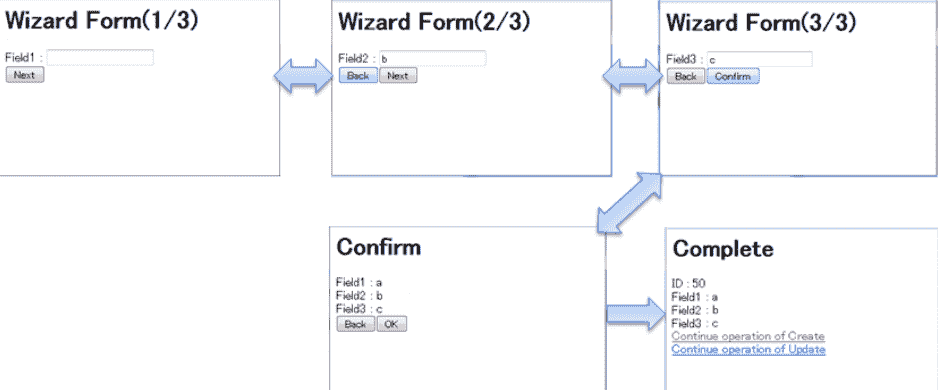 Wizard Form(1/3)
Field1 :
Next
Wizard Form(2/3)
Field2 : b
Back Next
Wizard Form(3/3)
Field3 : c
Back Confirm
Confirm
Field1 : a
Field2 : b
Field3 : c
Back OK
Complete
ID : 50
Field1 : a
Field2 : b
Field3 : c
Continue operation of Create
Continue operation of Update